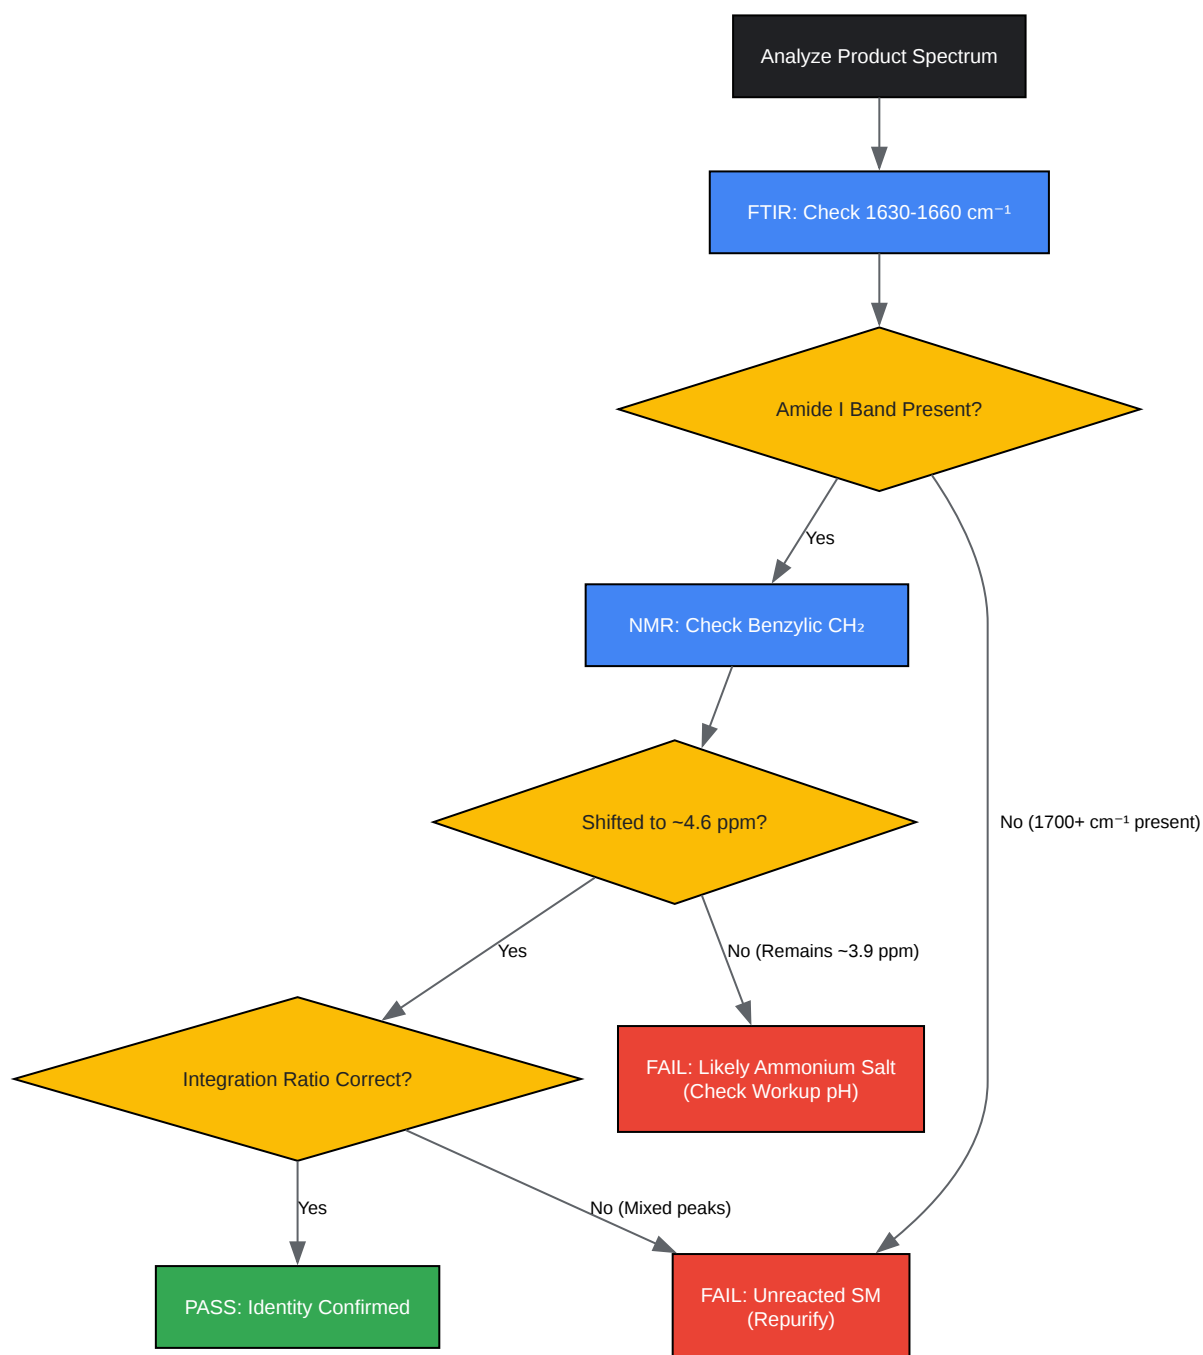 Analyze Product Spectrum
FTIR: Check 1630-1660 cm⁻¹
Amide I Band Present?
Yes
NMR: Check Benzylic CH₂
Shifted to ~4.6 ppm?
No (1700+ cm⁻¹ present)
Yes
No (Remains ~3.9 ppm)
Integration Ratio Correct?
FAIL: Likely Ammonium Salt
(Check Workup pH)
Yes
No (Mixed peaks)
PASS: Identity Confirmed
FAIL: Unreacted SM
(Repurify)